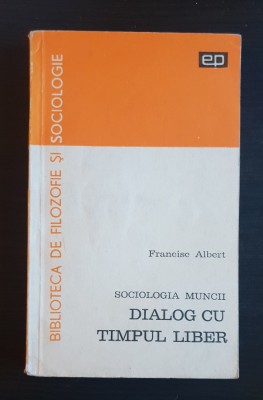 ep
BIBLIOTECA DE FILOZOFIE ȘI SOCIOLOGIE
Francisc Albert
SOCIOLOGIA MUNCII
DIALOG CU
TIMPUL LIBER